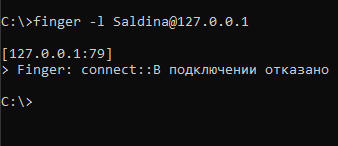 C:\>finger -l Saldina@127.0.0.1
[127.0.0.1:79]
> Finger: connect::В подключении отказано
C:\>